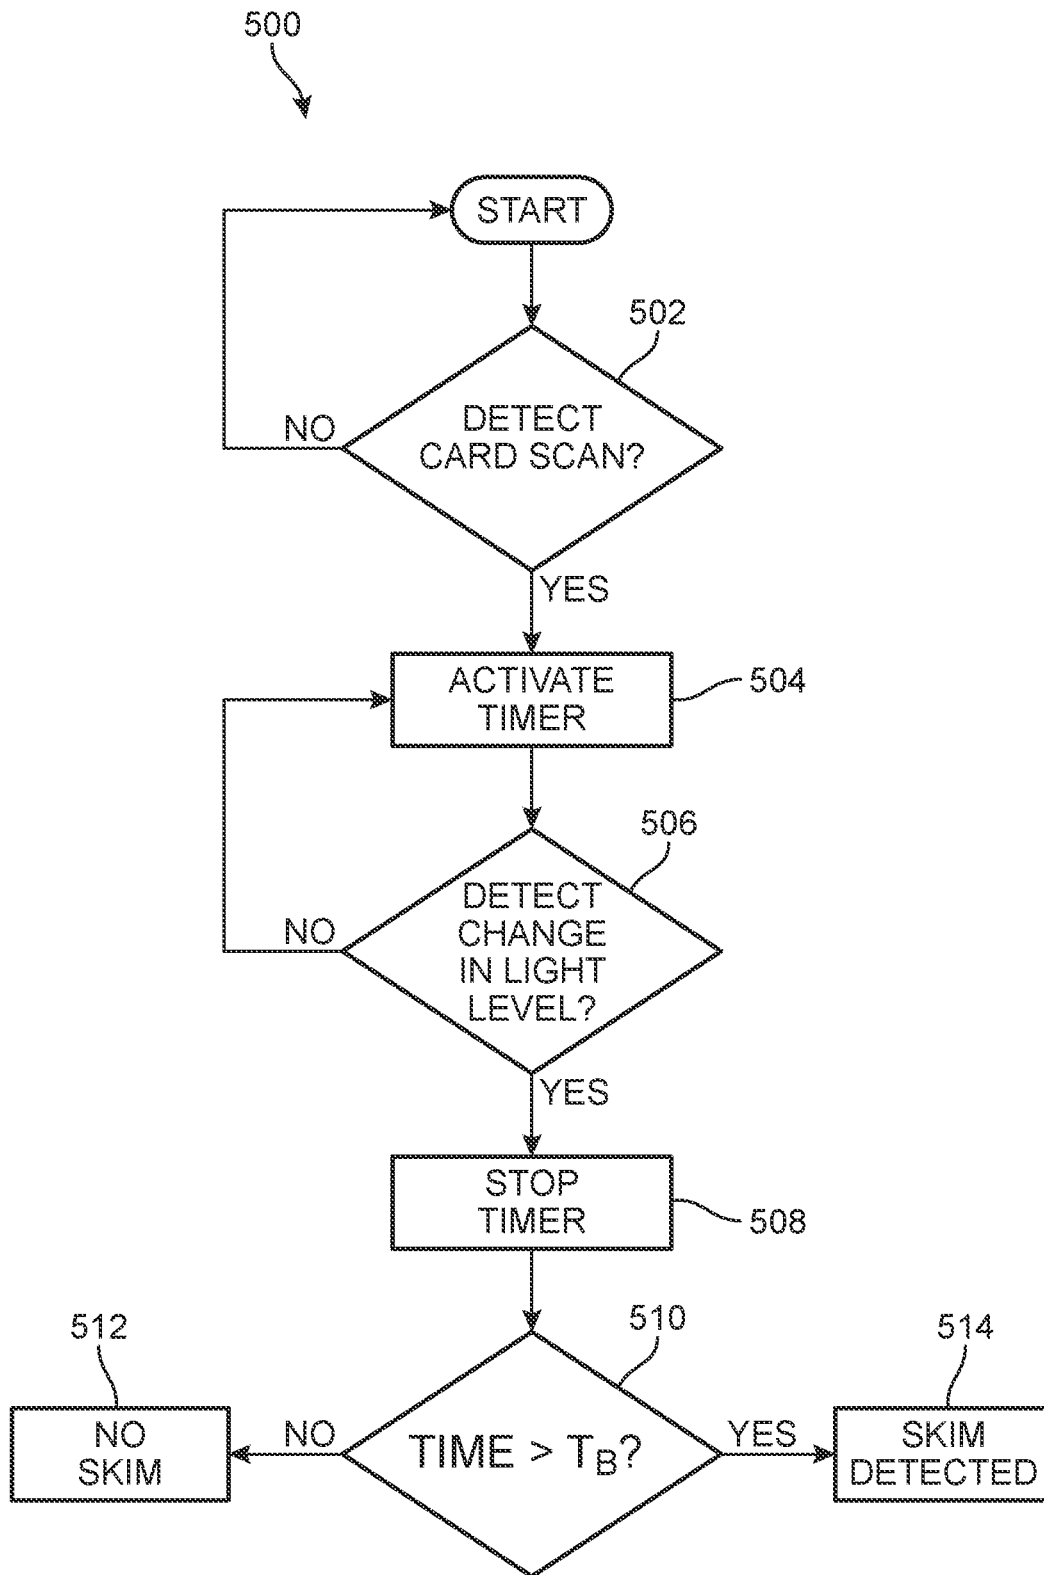 500
START
502
DETECT
CARD SCAN?
NO
YES
ACTIVATE
TIMER
504
506
DETECT
CHANGE
IN LIGHT
LEVEL?
NO
YES
STOP
TIMER
508
510
512
514
NO
SKIM
NO
TIME > TB?
YES
SKIM
DETECTED